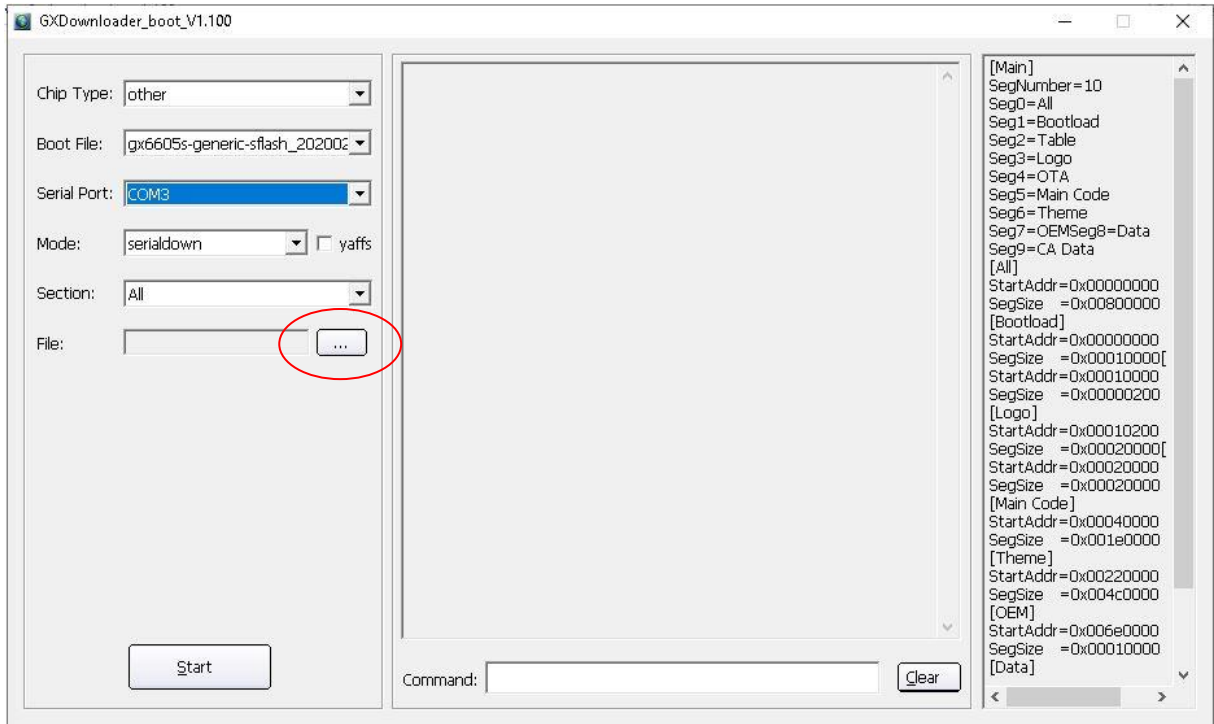 GXDownloader_boot_V1.100
Chip Type: other
Boot File: gx6605s-generic-sflash_202002
Serial Port: COM3
Mode: serialdown yaffs
Section: All
File: ...
Start
Command: Clear
[Main]
SegNumber=10
Seg0=All
Seg1=Bootload
Seg2=Table
Seg3=Logo
Seg4=OTA
Seg5=Main Code
Seg6=Theme
Seg7=OEMSeg8=Data
Seg9=CA Data
[All]
StartAddr=0x00000000
SegSize =0x00800000
[Bootload]
StartAddr=0x00000000
SegSize =0x00010000[
StartAddr=0x00010000
SegSize =0x00000200
[Logo]
StartAddr=0x00010200
SegSize =0x00020000[
StartAddr=0x00020000
SegSize =0x00020000
[Main Code]
StartAddr=0x00040000
SegSize =0x001e0000
[Theme]
StartAddr=0x00220000
SegSize =0x004c0000
[OEM]
StartAddr=0x006e0000
SegSize =0x00010000
[Data]